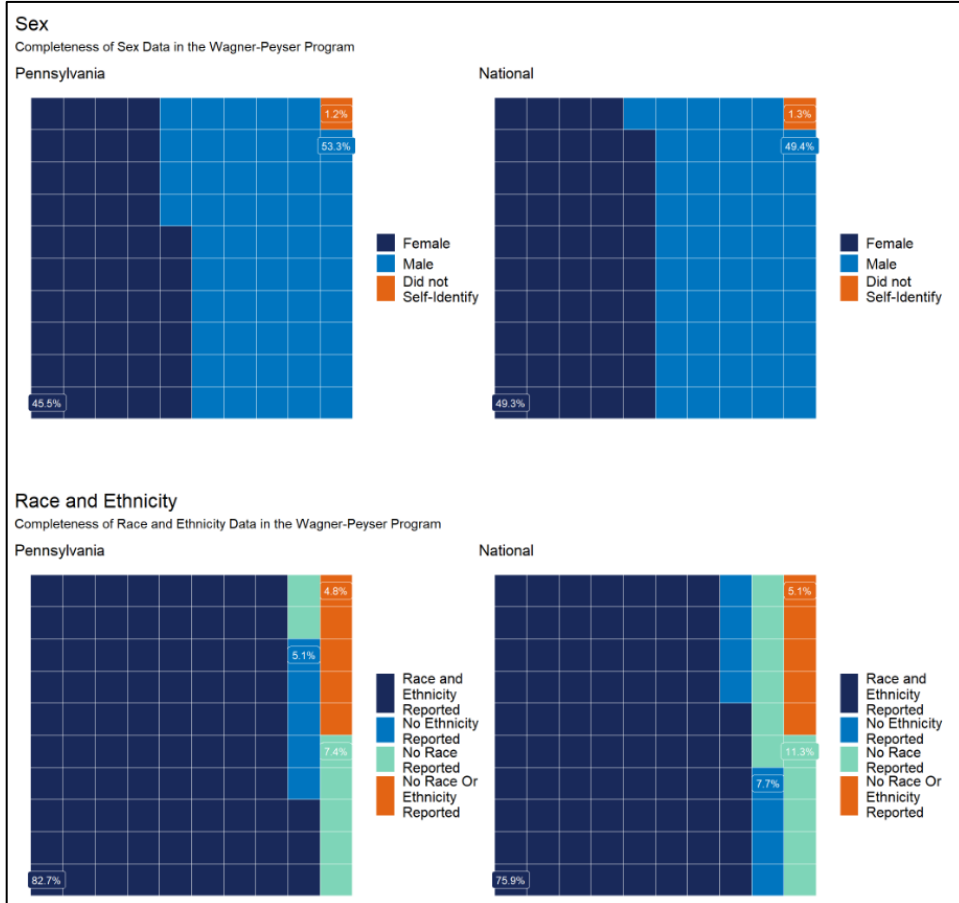 Sex
Completeness of Sex Data in the Wagner-Peyser Program
Pennsylvania
1.2%
53.3%
Female
Male
Did not
Self-Identify
45.5%
National
1.3%
49.4%
Female
Male
Did not
Self-Identify
49.3%
Race and Ethnicity
Completeness of Race and Ethnicity Data in the Wagner-Peyser Program
Pennsylvania
4.8%
5.1%
7.4%
Race and
Ethnicity
Reported
No Ethnicity
Reported
No Race
Reported
No Race Or
Ethnicity
Reported
82.7%
National
5.1%
11.3%
7.7%
Race and
Ethnicity
Reported
No Ethnicity
Reported
No Race
Reported
No Race Or
Ethnicity
Reported
75.9%